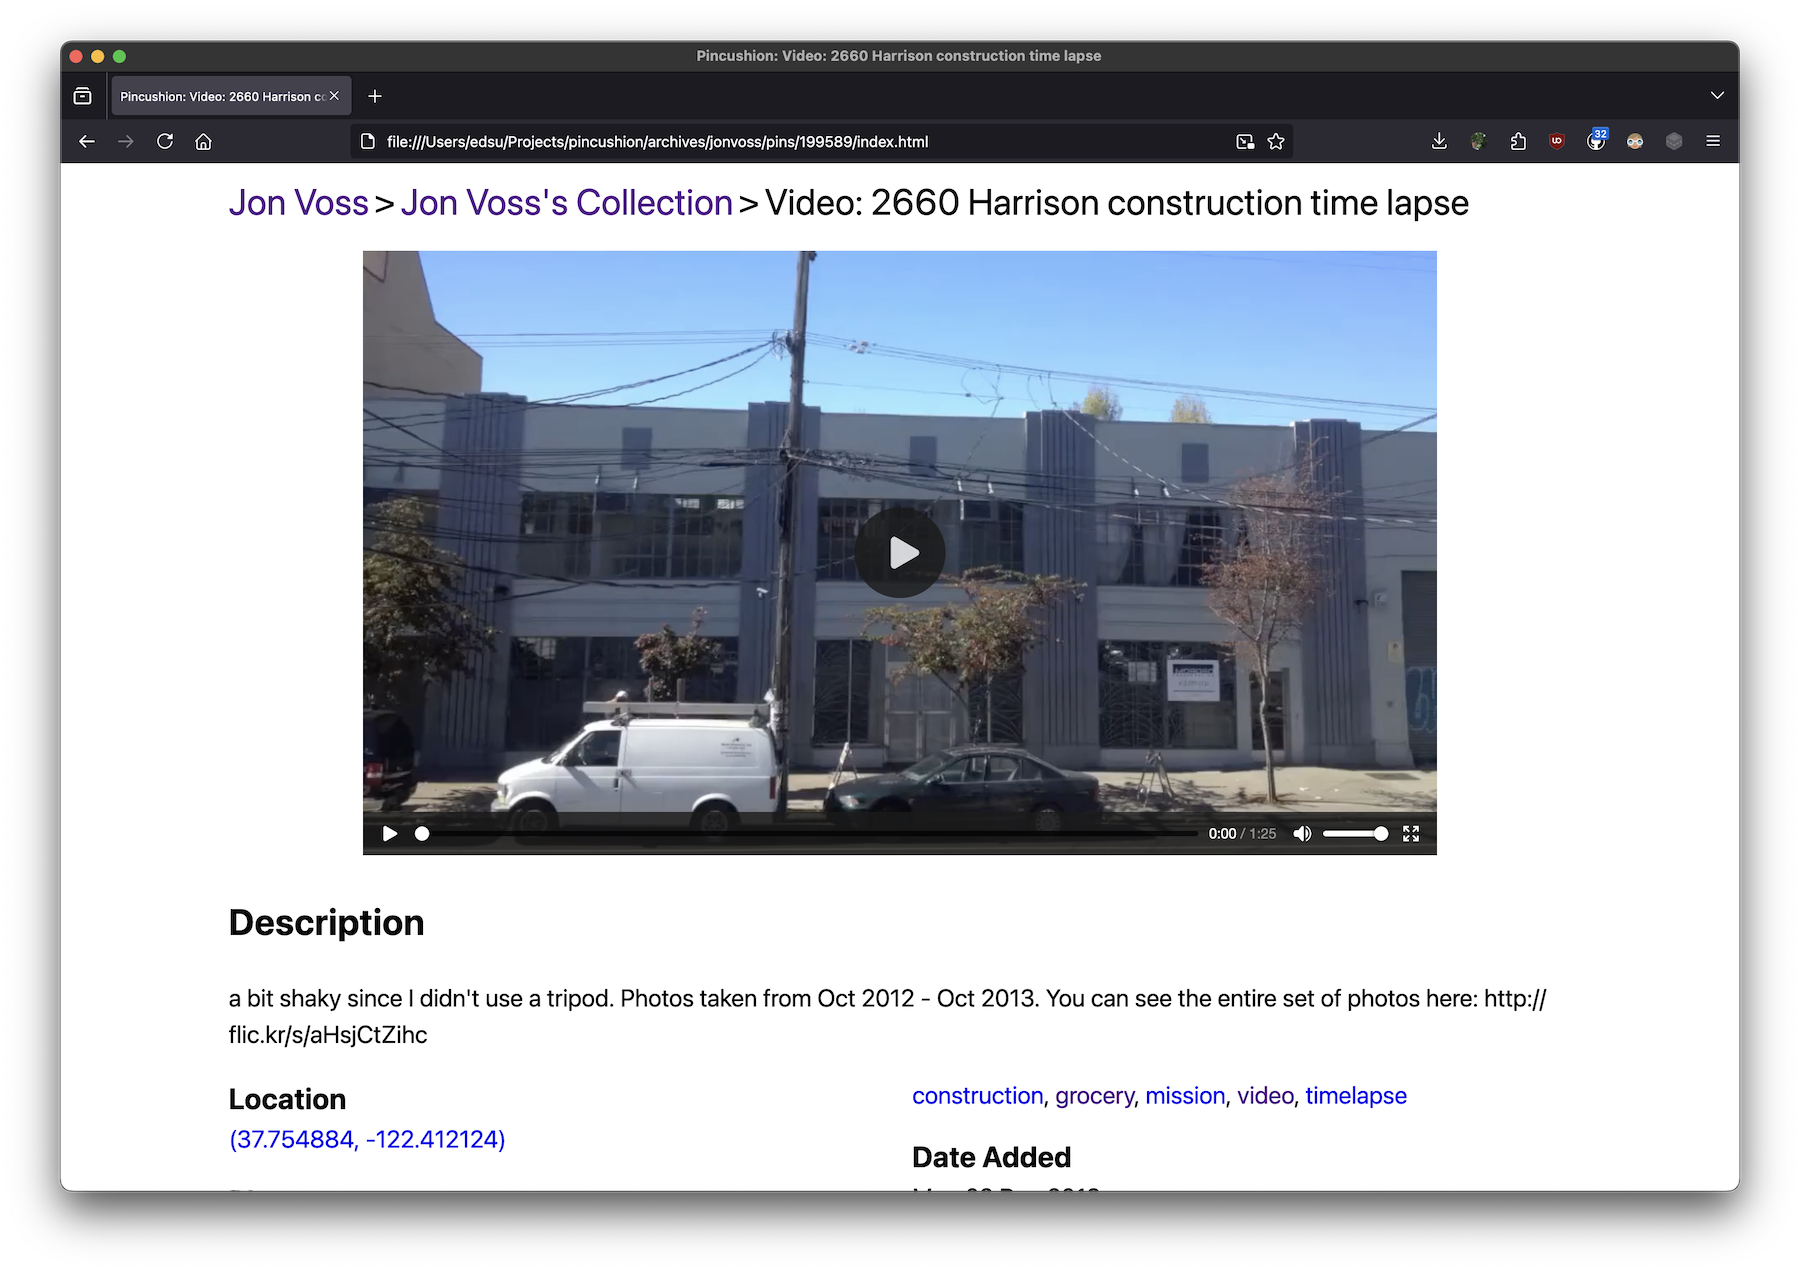 Pincushion: Video: 2660 Harrison construction time lapse
Pincushion: Video: 2660 Harrison co
file:///Users/edsu/Projects/pincushion/archives/jonvoss/pins/199589/index.html
32
Jon Voss > Jon Voss's Collection > Video: 2660 Harrison construction time lapse
0:00 / 1:25
Description
a bit shaky since I didn't use a tripod. Photos taken from Oct 2012 - Oct 2013. You can see the entire set of photos here: http://
flic.kr/s/aHsjCtZihc
Location
(37.754884, -122.412124)
construction, grocery, mission, video, timelapse
Date Added